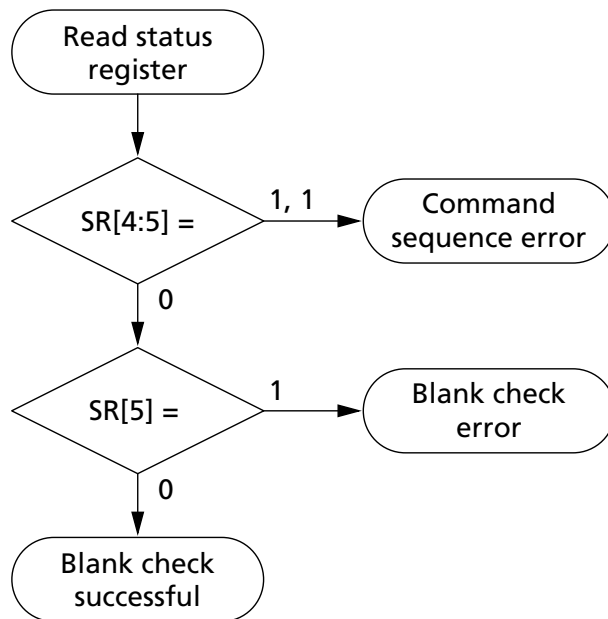 Read status
register
SR[4:5] =
1, 1
Command
sequence error
0
SR[5] =
1
Blank check
error
0
Blank check
successful